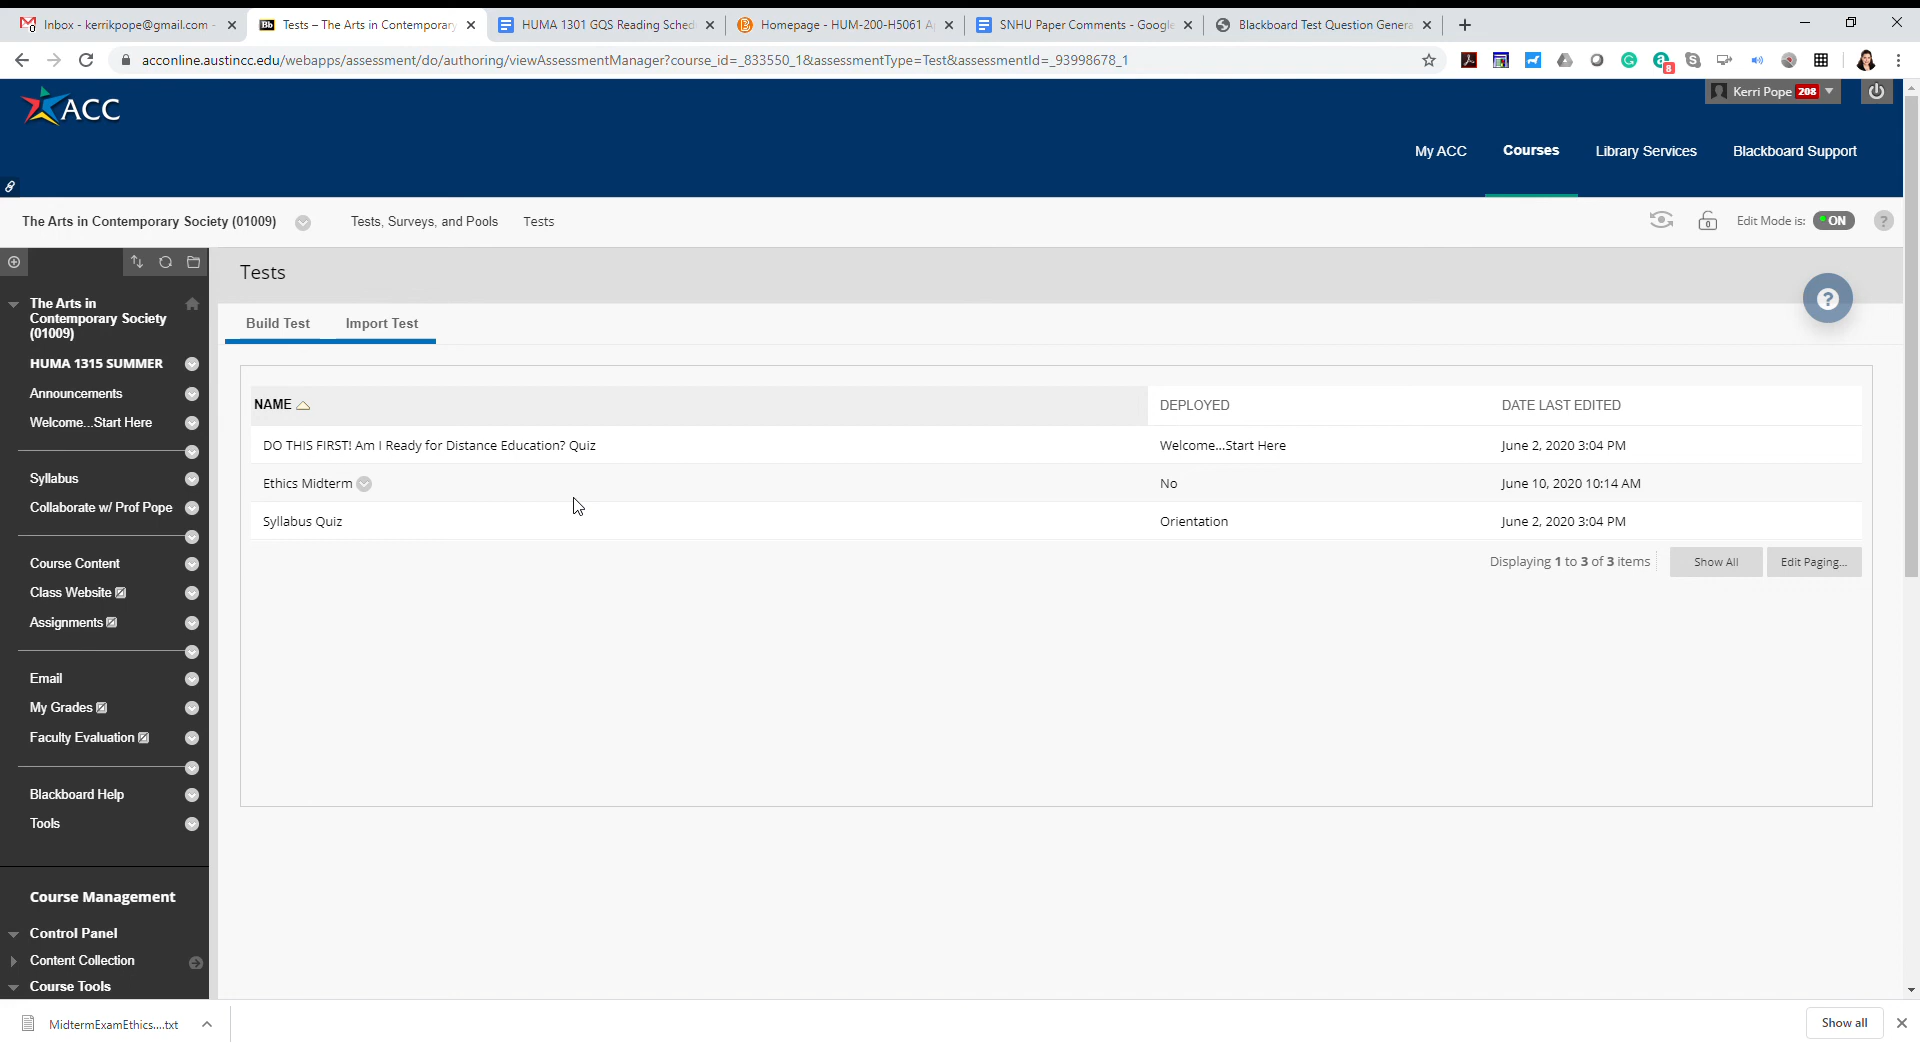 Inbox - kerrikpope@gmail.com -
Bb Tests – The Arts in Contemporary
HUMA 1301 GQS Reading Sched
Homepage - HUM-200-H5061 A
SNHU Paper Comments - Google
Blackboard Test Question Genera
acconline.austincc.edu/webapps/assessment/do/authoring/viewAssessmentManager?course_id=_833550_1&assessmentType=Test&assessmentId=_93998678_1
8
ACC
Kerri Pope 208
My ACC
Courses
Library Services
Blackboard Support
The Arts in Contemporary Society (01009)
Tests, Surveys, and Pools
Tests
Edit Mode is: ON
?
Tests
?
Build Test
Import Test
NAME
DEPLOYED
DATE LAST EDITED
DO THIS FIRST! Am I Ready for Distance Education? Quiz
Welcome...Start Here
June 2, 2020 3:04 PM
Ethics Midterm
No
June 10, 2020 10:14 AM
Syllabus Quiz
Orientation
June 2, 2020 3:04 PM
Displaying 1 to 3 of 3 items
Show All
Edit Paging...
The Arts in
Contemporary Society
(01009)
HUMA 1315 SUMMER
Announcements
Welcome...Start Here
Syllabus
Collaborate w/ Prof Pope
Course Content
Class Website
Assignments
Email
My Grades
Faculty Evaluation
Blackboard Help
Tools
Course Management
Control Panel
Content Collection
Course Tools
MidtermExamEthics....txt
Show all